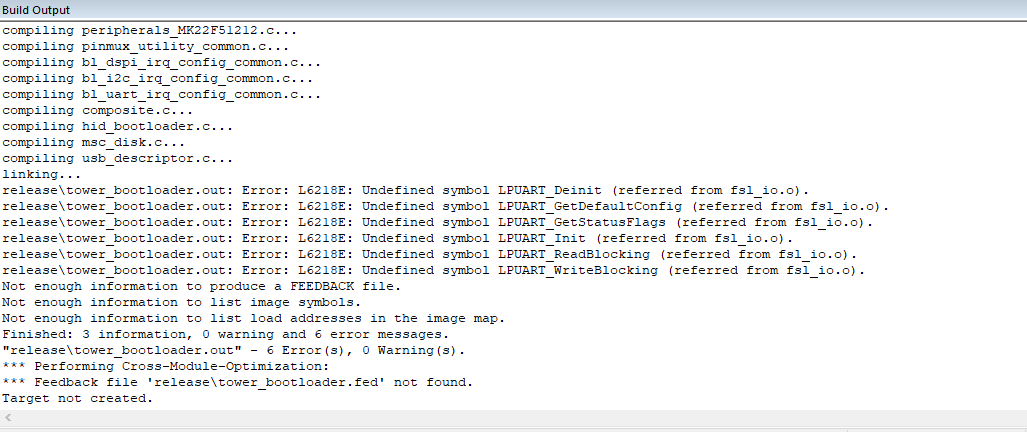 Build Output
compiling peripherals_MK22F51212.c...
compiling pinmux_utility_common.c...
compiling bl_dspi_irq_config_common.c...
compiling bl_i2c_irq_config_common.c...
compiling bl_uart_irq_config_common.c...
compiling composite.c...
compiling hid_bootloader.c...
compiling msc_disk.c...
compiling usb_descriptor.c...
linking...
release\tower_bootloader.out: Error: L6218E: Undefined symbol LPUART_Deinit (referred from fsl_io.o).
release\tower_bootloader.out: Error: L6218E: Undefined symbol LPUART_GetDefaultConfig (referred from fsl_io.o).
release\tower_bootloader.out: Error: L6218E: Undefined symbol LPUART_GetStatusFlags (referred from fsl_io.o).
release\tower_bootloader.out: Error: L6218E: Undefined symbol LPUART_Init (referred from fsl_io.o).
release\tower_bootloader.out: Error: L6218E: Undefined symbol LPUART_ReadBlocking (referred from fsl_io.o).
release\tower_bootloader.out: Error: L6218E: Undefined symbol LPUART_WriteBlocking (referred from fsl_io.o).
Not enough information to produce a FEEDBACK file.
Not enough information to list image symbols.
Not enough information to list load addresses in the image map.
Finished: 3 information, 0 warning and 6 error messages.
"release\tower_bootloader.out" - 6 Error(s), 0 Warning(s).
*** Performing Cross-Module-Optimization:
*** Feedback file 'release\tower_bootloader.fed' not found.
Target not created.